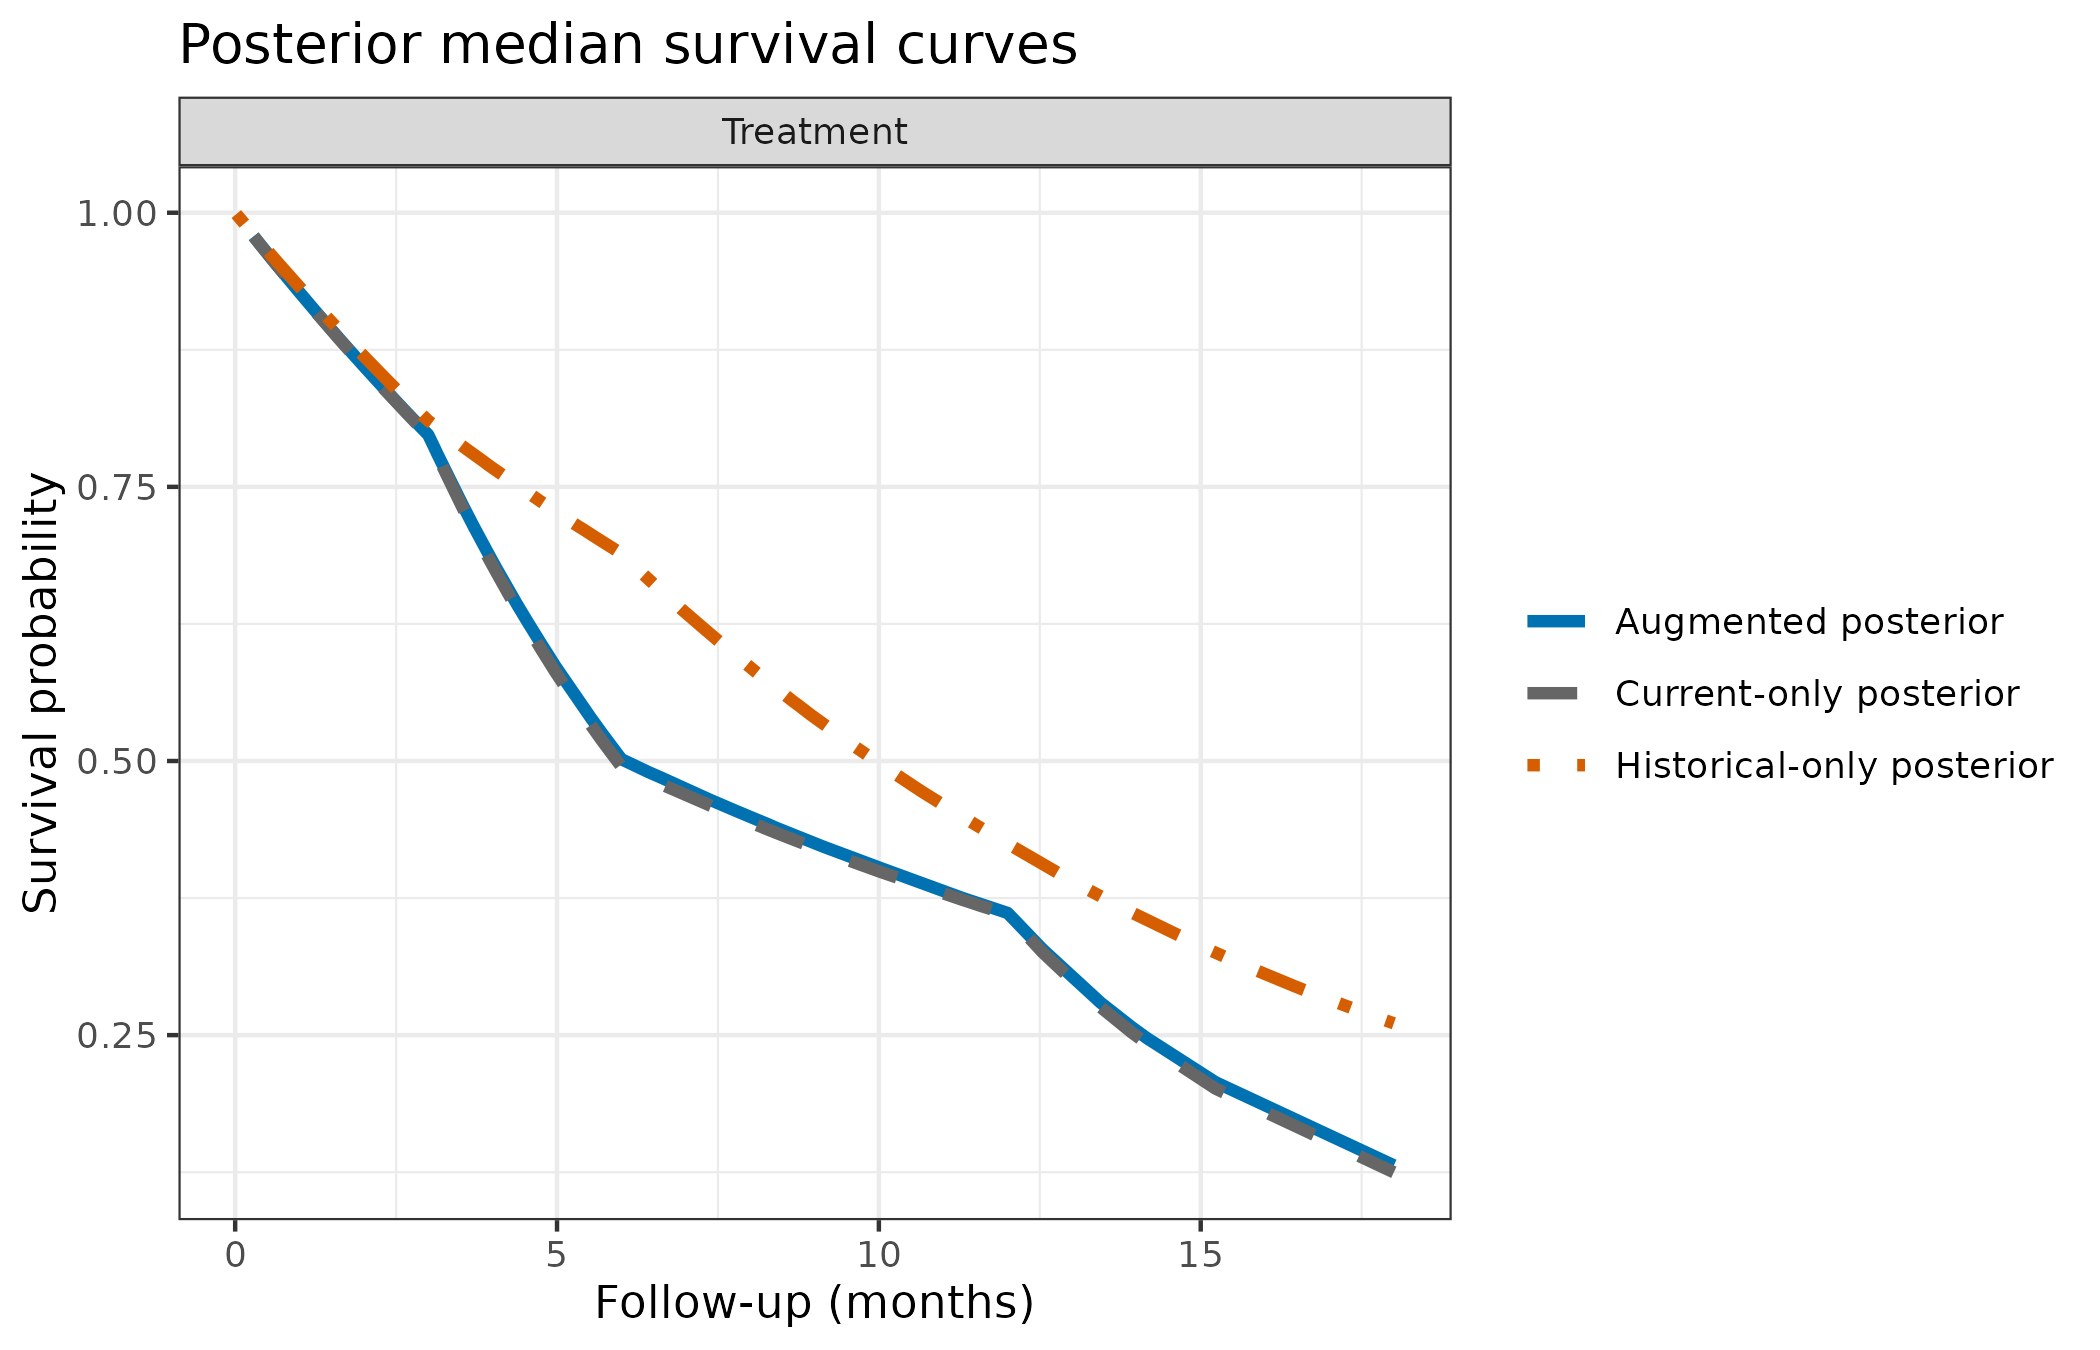 Posterior median survival curves
Treatment
Survival probability
1.00
0.75
0.50
0.25
0
5
10
15
Follow-up (months)
Augmented posterior
Current-only posterior
Historical-only posterior